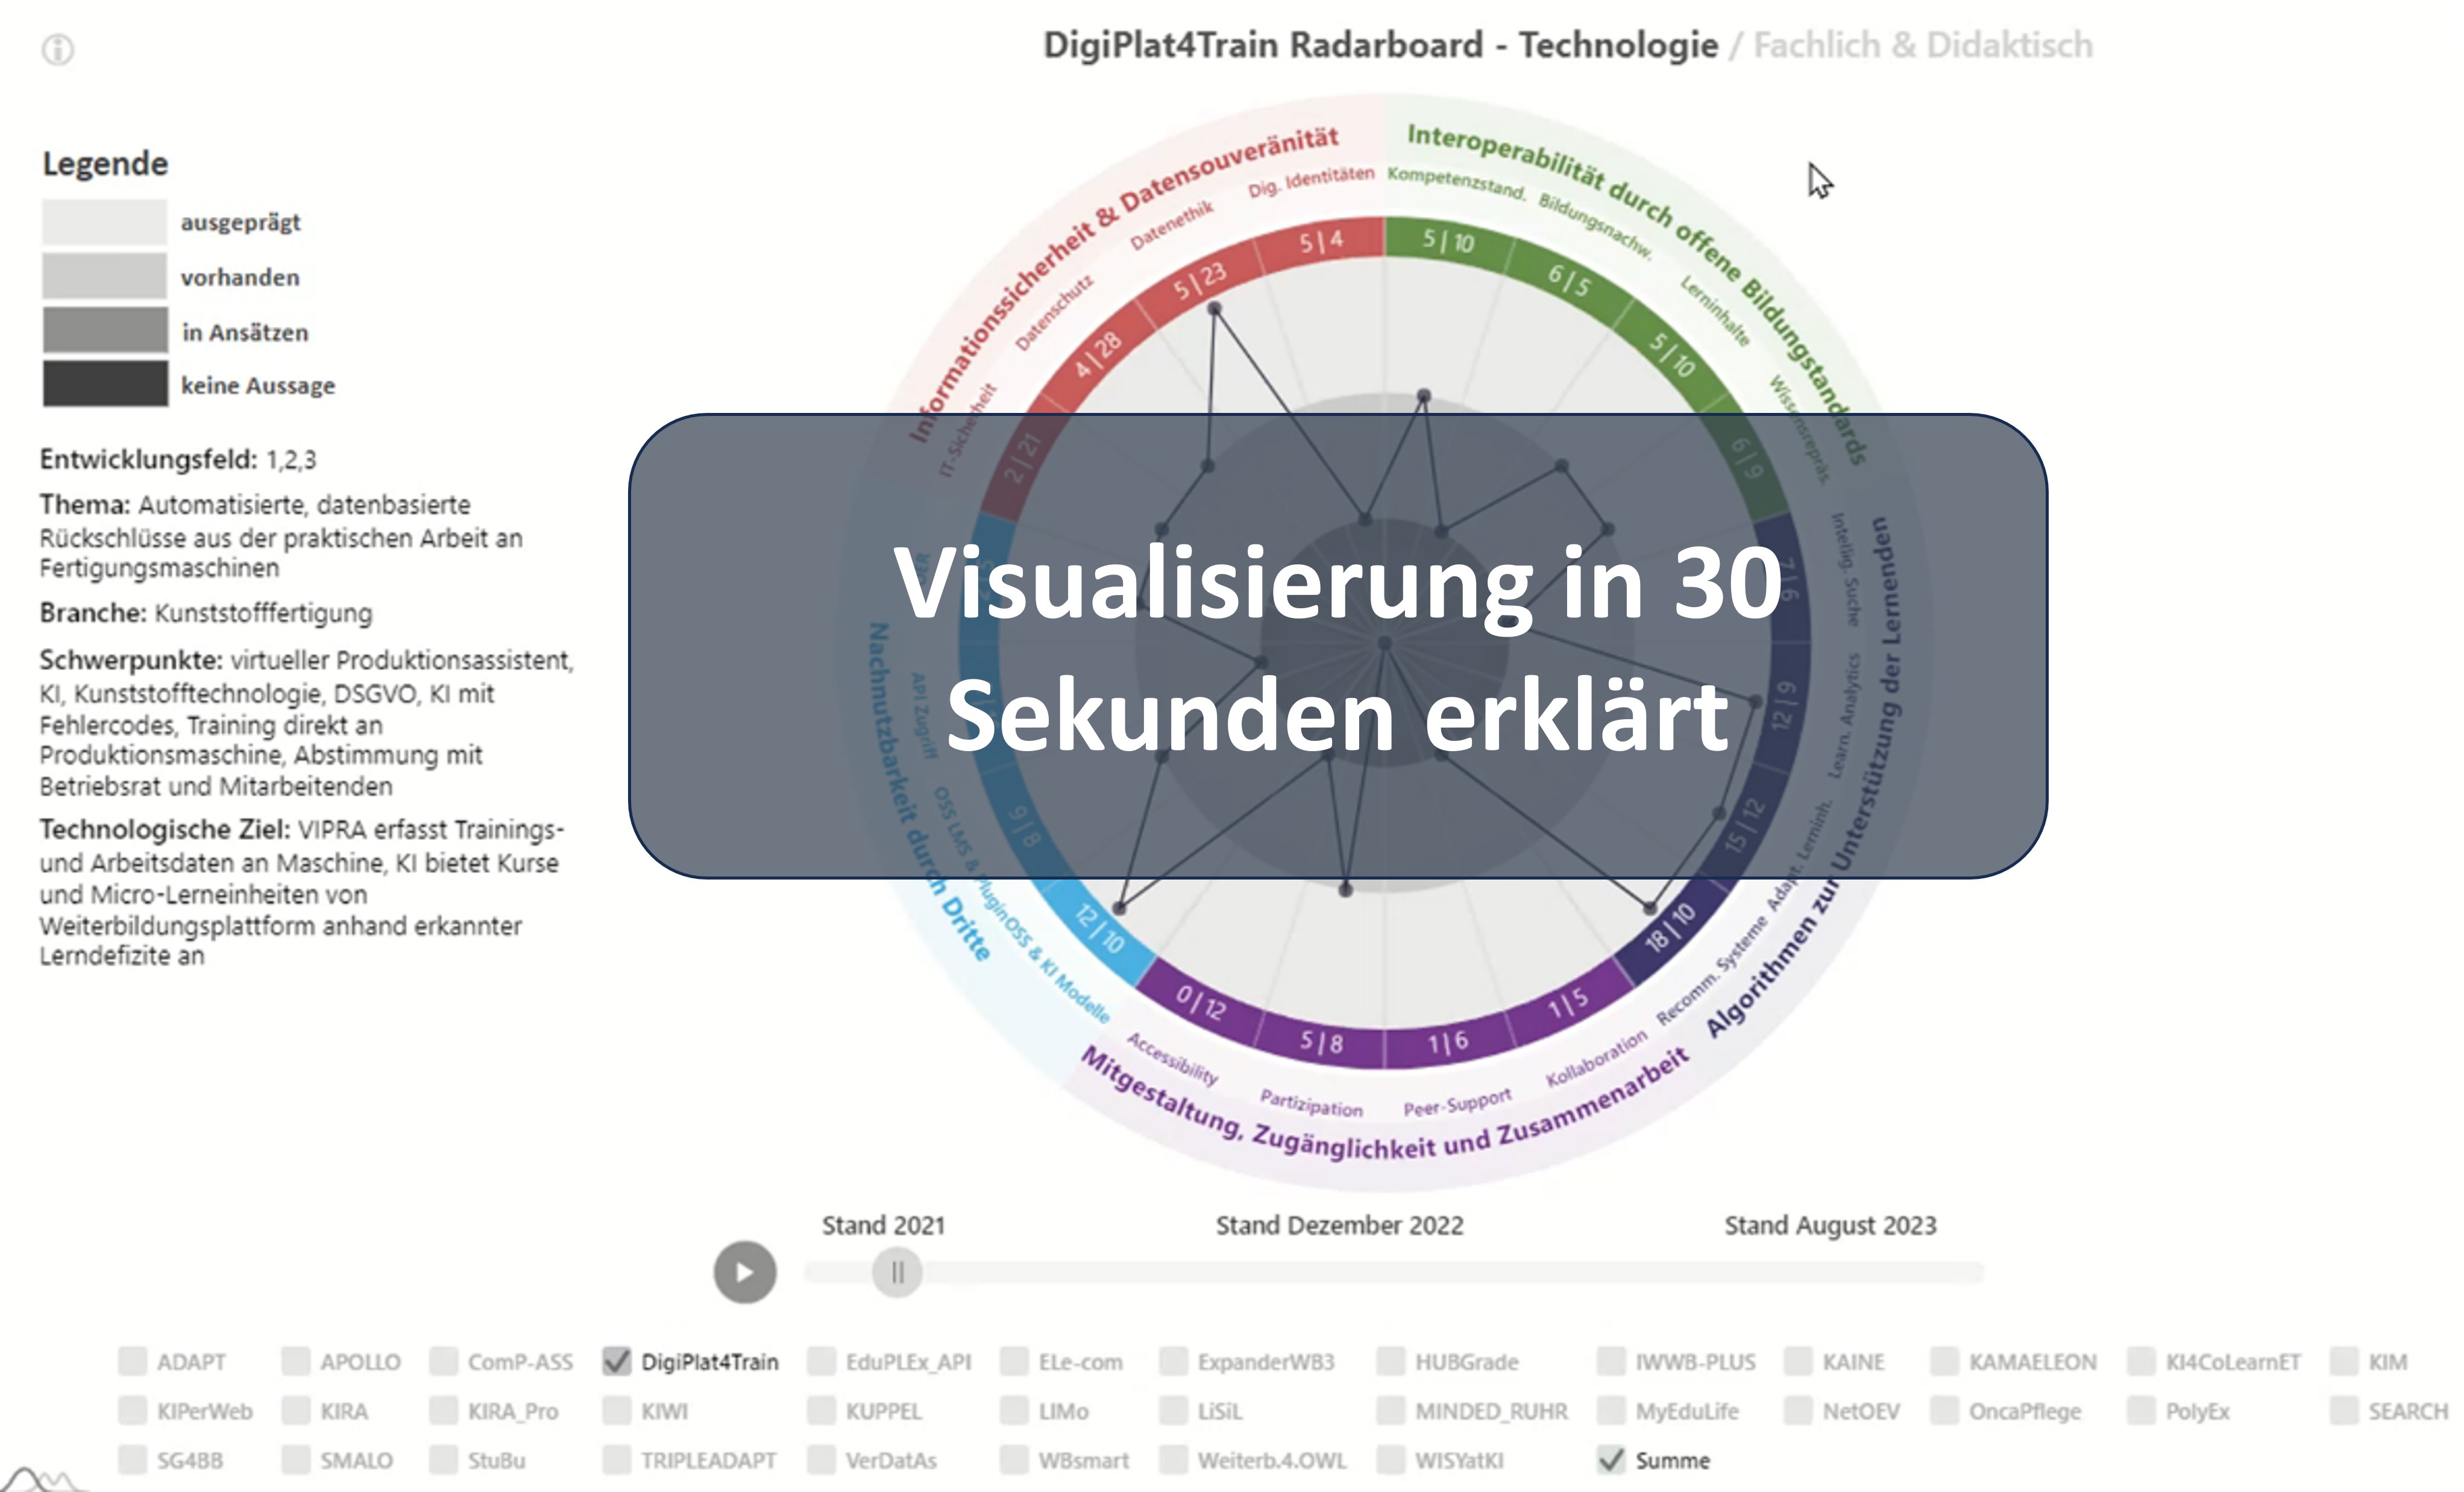 DigiPlat4Train Radarboard - Technologie / Fachlich & Didaktisch
Legende
ausgeprägt
vorhanden
in Ansätzen
keine Aussage
Entwicklungsfeld: 1,2,3
Thema: Automatisierte, datenbasierte
Rückschlüsse aus der praktischen Arbeit an
Fertigungsmaschinen
Branche: Kunststofffertigung
Schwerpunkte: virtueller Produktionsassistent,
KI, Kunststofftechnologie, DSGVO, KI mit
Fehlercodes, Training direkt an
Produktionsmaschine, Abstimmung mit
Betriebsrat und Mitarbeitenden
Technologische Ziel: VIPRA erfasst Trainings-
und Arbeitsdaten an Maschine, KI bietet Kurse
und Micro-Lerneinheiten von
Weiterbildungsplattform anhand erkannter
Lerndefizite an
Informationssicherheit & Datensouveränität
IT-Sicherheit
Datenschutz
Datenethik
Dig. Identitäten
2|21
4|28
5|23
5|4
Interoperabilität durch offene Bildungstandards
Kompetenzstand.
Bildungsnachw.
Lerninhalte
Wissensrepräs.
5|10
6|5
5|10
6|9
Algorithmen zur Unterstützung der Lernenden
Intellig. Suche
Learn. Analytics
Adapt. Lerninh.
Recomm. Systeme
7|6
12|9
15|12
18|10
Mitgestaltung, Zugänglichkeit und Zusammenarbeit
Accessibility
Partizipation
Peer-Support
Kollaboration
0|12
5|8
1|6
1|5
Nachnutzbarkeit durch Dritte
API Zugriff
OSS LMS & Plugin
OSS & KI Modelle
9|8
12|10
Visualisierung in 30
Sekunden erklärt
Stand 2021
Stand Dezember 2022
Stand August 2023
ADAPT APOLLO ComP-ASS DigiPlat4Train EduPLEx_API ELe-com ExpanderWB3 HUBGrade IWWB-PLUS KAINE KAMAELEON KI4CoLearnET KIM
KIPerWeb KIRA KIRA_Pro KIWI KUPPEL LIMo LiSiL MINDED_RUHR MyEduLife NetOEV OncaPflege PolyEx SEARCH
SG4BB SMALO StuBu TRIPLEADAPT VerDatAs WBsmart Weiterb.4.OWL WISYatKI Summe